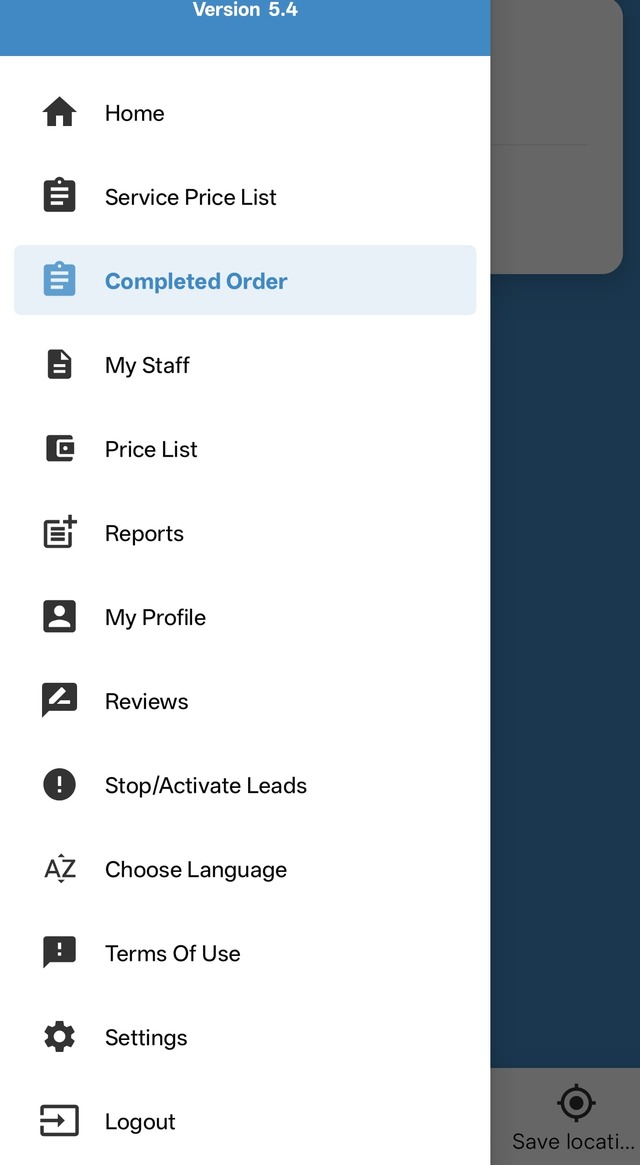 Version 5.4
Home
Service Price List
Completed Order
My Staff
Price List
Reports
My Profile
Reviews
Stop/Activate Leads
AZ Choose Language
Terms Of Use
Settings
Logout
Save locati...